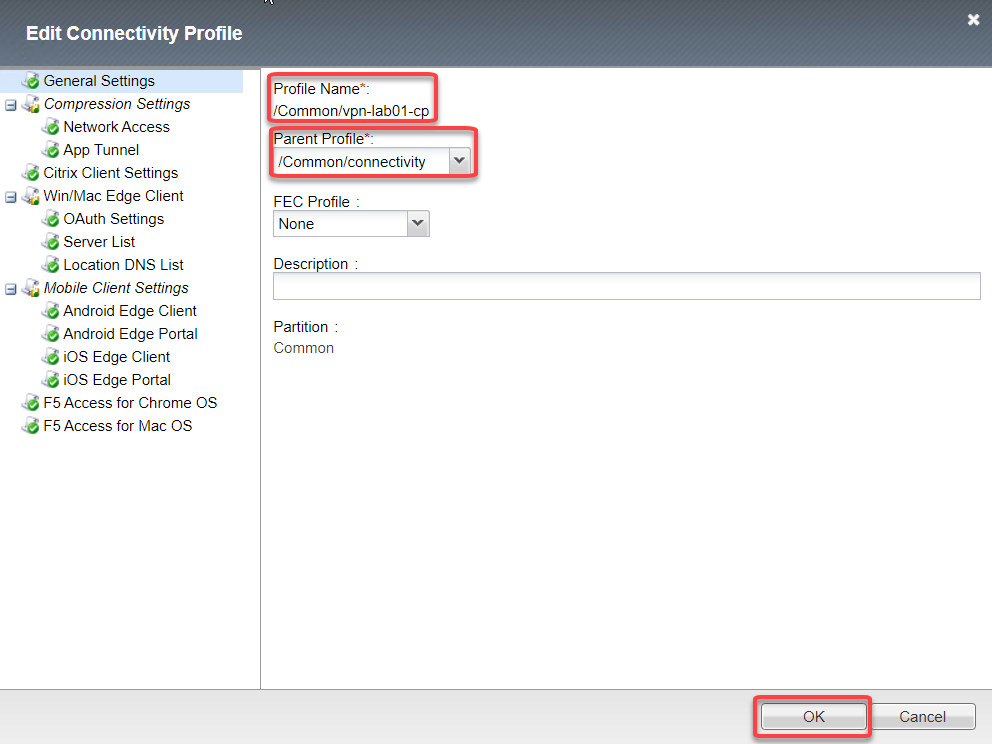 Edit Connectivity Profile
General Settings
Compression Settings
Network Access
App Tunnel
Citrix Client Settings
Win/Mac Edge Client
OAuth Settings
Server List
Location DNS List
Mobile Client Settings
Android Edge Client
Android Edge Portal
iOS Edge Client
iOS Edge Portal
F5 Access for Chrome OS
F5 Access for Mac OS
Profile Name*:
/Common/vpn-lab01-cp
Parent Profile*:
/Common/connectivity
FEC Profile :
None
Description :
Partition :
Common
OK Cancel